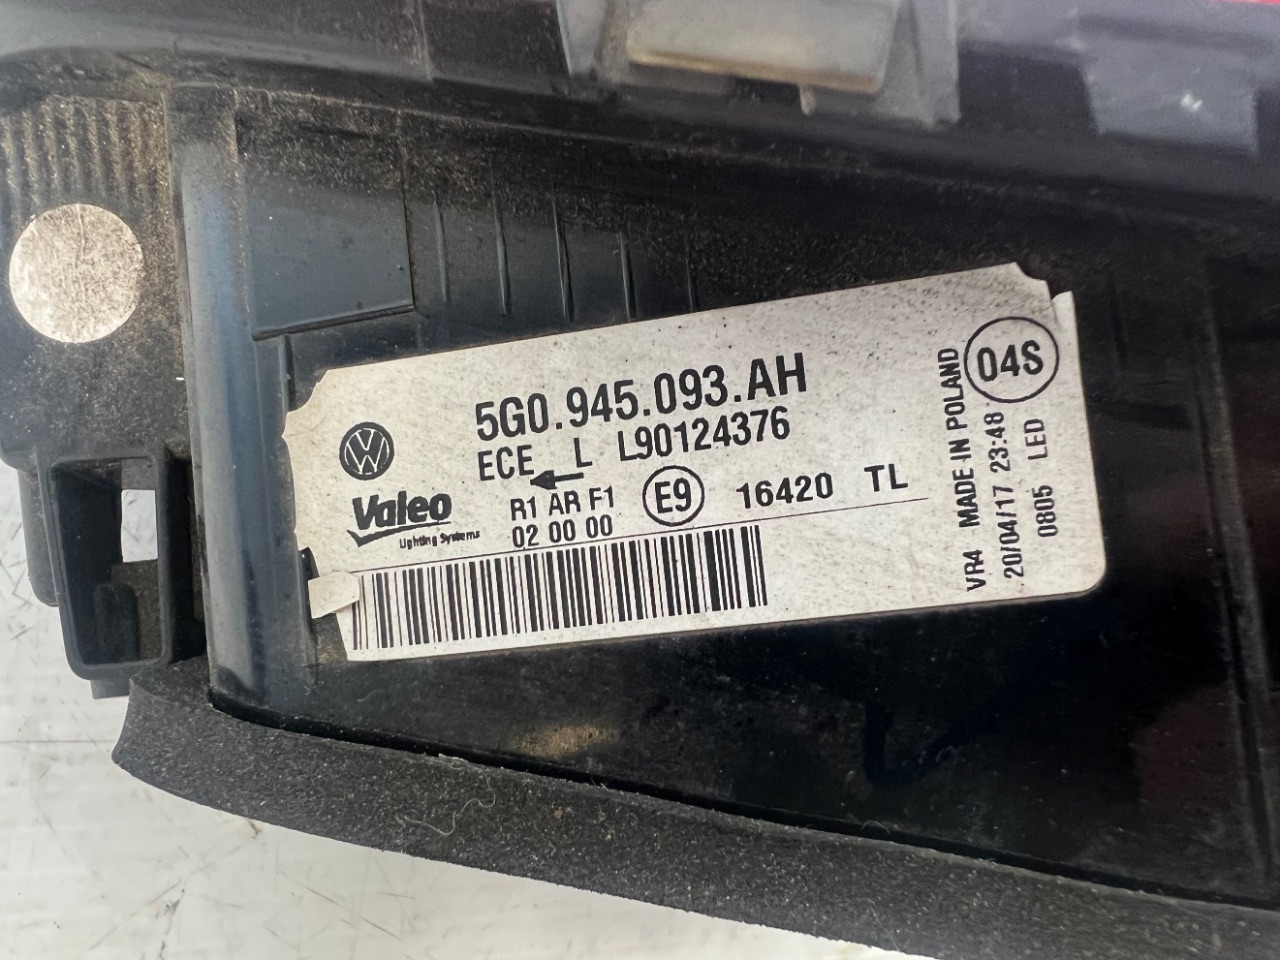 5G0.945.093.AH
ECE L L90124376
VW
Valeo
Lighting Systems
R1 AR F1
02 00 00
E9
16420 TL
VR4 MADE IN POLAND
20/04/17 23:48
0805 LED
04S